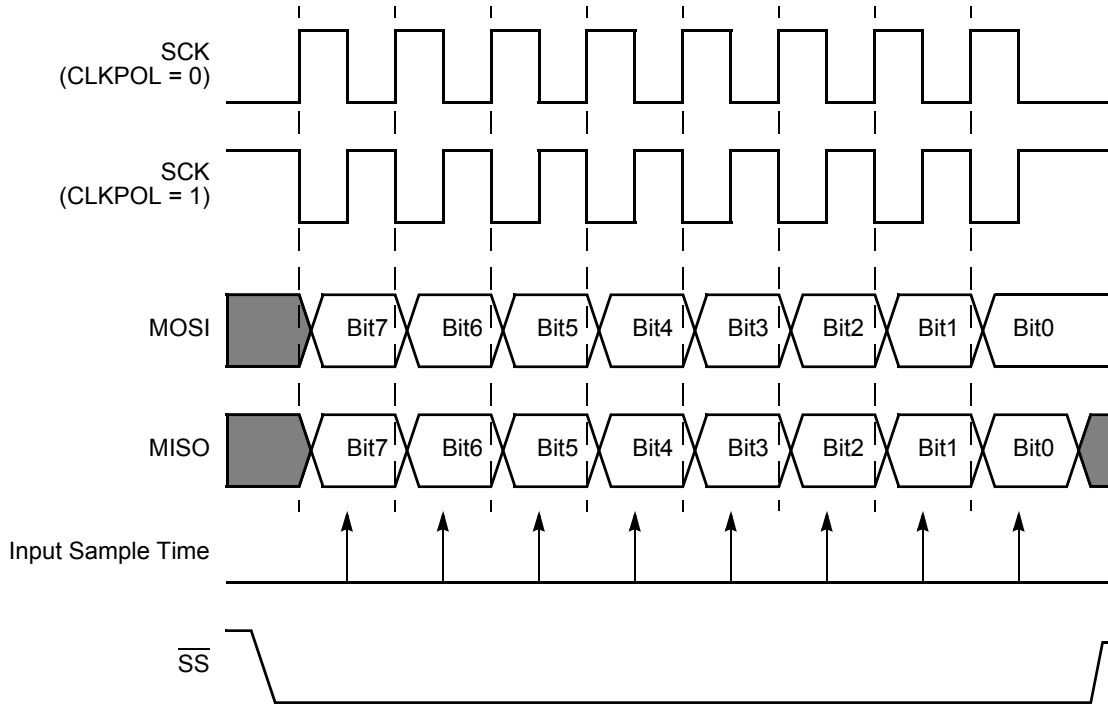 SCK
(CLKPOL = 0)
SCK
(CLKPOL = 1)
MOSI
Bit7 Bit6 Bit5 Bit4 Bit3 Bit2 Bit1 Bit0
MISO
Bit7 Bit6 Bit5 Bit4 Bit3 Bit2 Bit1 Bit0
Input Sample Time
S̅S̅